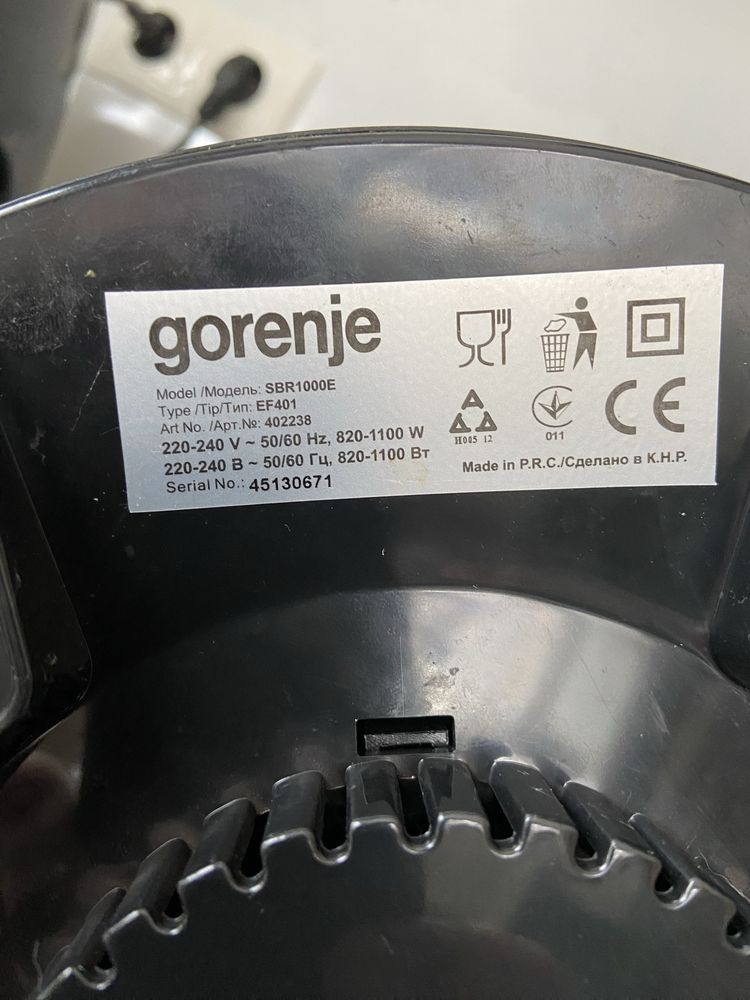 gorenje
Model /Модель: SBR1000E
Type /Tip/Тип: EF401
Art No. /Арт.№: 402238
220-240 V ~ 50/60 Hz, 820-1100 W
220-240 В ~ 50/60 Гц, 820-1100 Вт
Serial No.: 45130671
H005 12
011
CE
Made in P.R.C./Сделано в К.Н.Р.